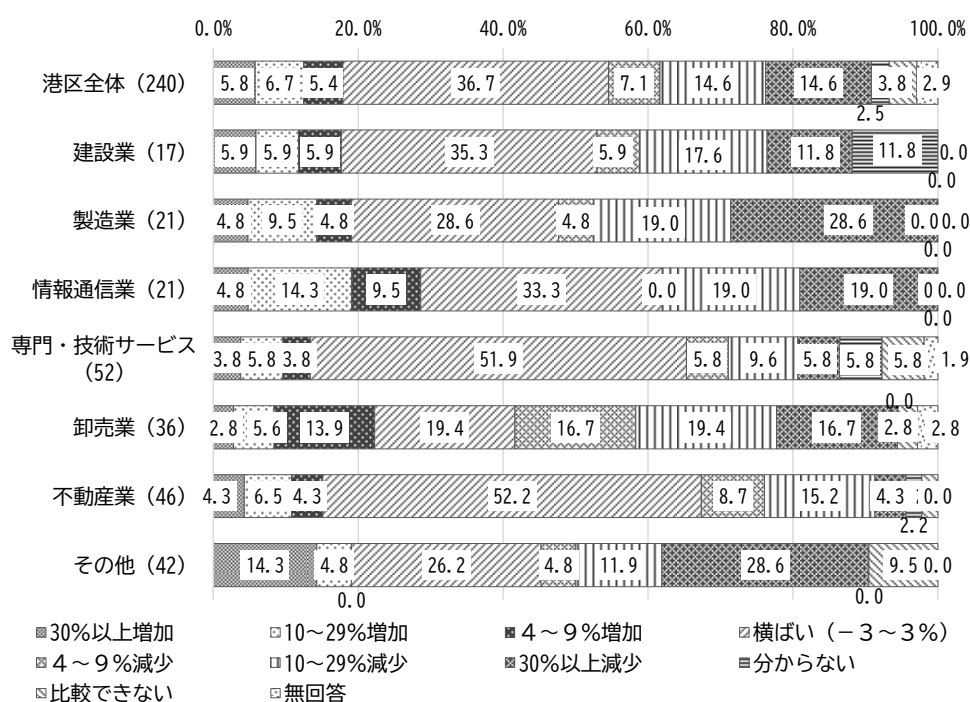 0.0% 20.0% 40.0% 60.0% 80.0% 100.0%
港区全体（240） 5.8 6.7 5.4 36.7 7.1 14.6 14.6 3.8 2.9
2.5
建設業（17） 5.9 5.9 5.9 35.3 5.9 17.6 11.8 11.8 0.0
0.0
製造業（21） 4.8 9.5 4.8 28.6 4.8 19.0 28.6 0.0 0.0
0.0
情報通信業（21） 4.8 14.3 9.5 33.3 0.0 19.0 19.0 0.0
0.0
専門・技術サービス
（52） 3.8 5.8 3.8 51.9 5.8 9.6 5.8 5.8 5.8 1.9
0.0
卸売業（36） 2.8 5.6 13.9 19.4 16.7 19.4 16.7 2.8 2.8
不動産業（46） 4.3 6.5 4.3 52.2 8.7 15.2 4.3 0.0
2.2
その他（42） 14.3 4.8 26.2 4.8 11.9 28.6 9.5 0.0
0.0 0.0
30%以上増加 10～29%増加 ４～９％増加 横ばい（－３～３％）
４～９％減少 10～29%減少 30%以上減少 分からない
比較できない 無回答